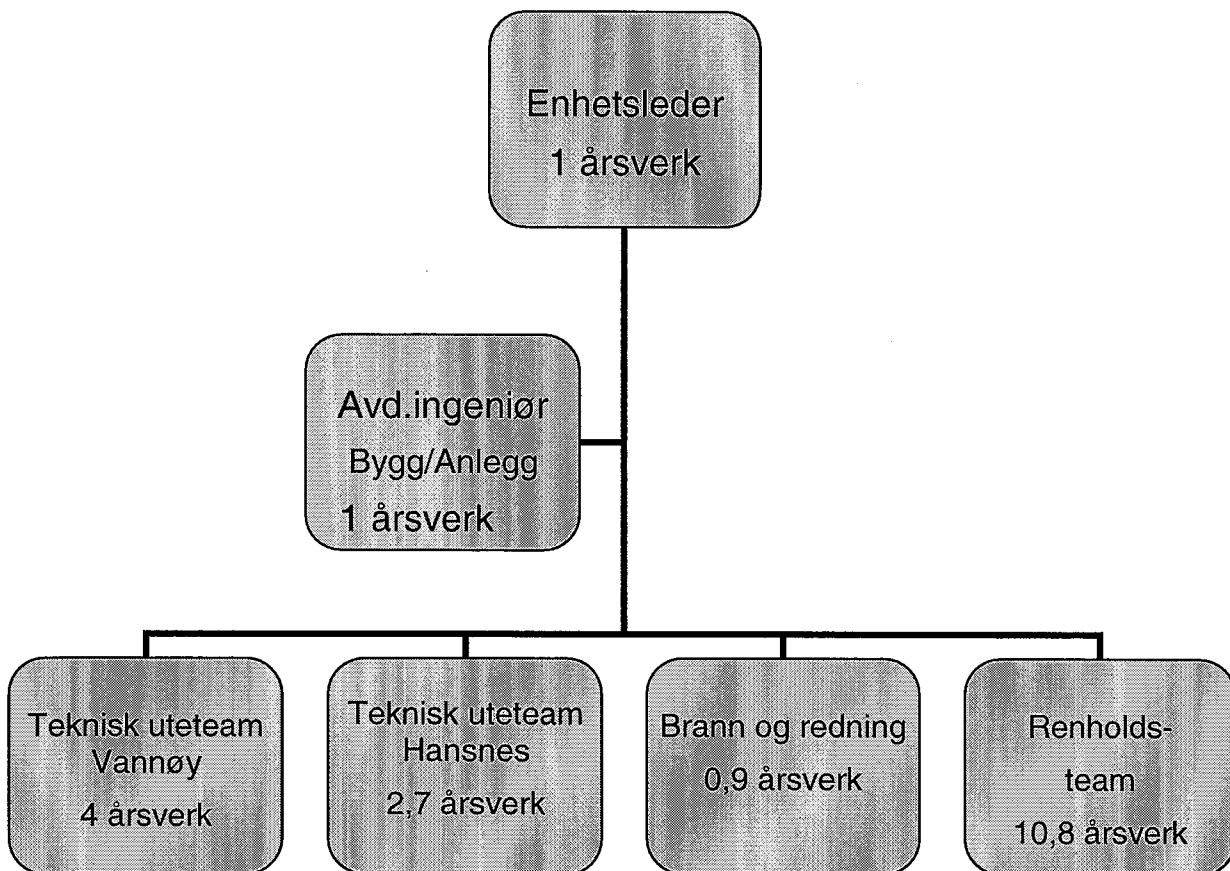 Enhetsleder
1 årsverk
Avd.ingeniør
Bygg/Anlegg
1 årsverk
Teknisk uteteam
Vannøy
4 årsverk
Teknisk uteteam
Hansnes
2,7 årsverk
Brann og redning
0,9 årsverk
Renholds-
team
10,8 årsverk